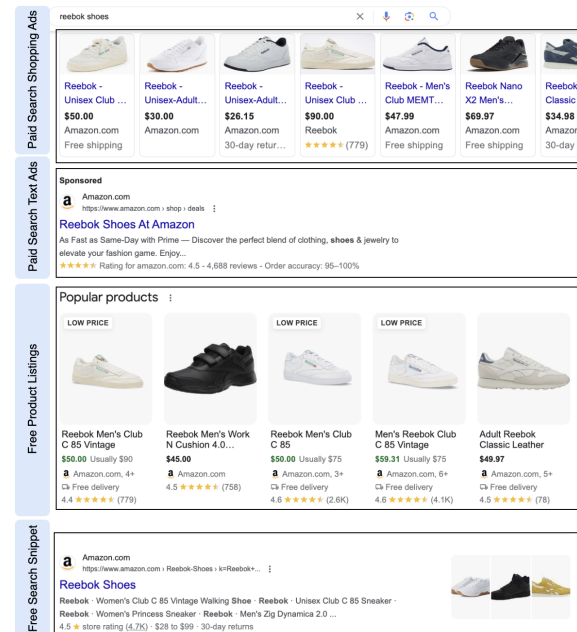 reebok shoes
Paid Search Shopping Ads
Reebok - Unisex Club ...
$50.00
Amazon.com
Free shipping
Reebok - Unisex-Adult...
$30.00
Amazon.com
Reebok - Unisex-Adult...
$26.15
Amazon.com
30-day retur...
Reebok - Unisex Club ...
$90.00
Reebok
(779)
Reebok - Men's Club MEMT...
$47.99
Amazon.com
Free shipping
Reebok Nano X2 Men's...
$69.97
Amazon.com
Free shipping
Reebok Classic
$34.98
Amazon
30-day
Paid Search Text Ads
Sponsored
Amazon.com
https://www.amazon.com › shop › deals
Reebok Shoes At Amazon
As Fast as Same-Day with Prime — Discover the perfect blend of clothing, shoes & jewelry to
elevate your fashion game. Enjoy...
Rating for amazon.com: 4.5 - 4,688 reviews - Order accuracy: 95–100%
Free Product Listings
Popular products
LOW PRICE
Reebok Men's Club
C 85 Vintage
$50.00 Usually $90
Amazon.com, 4+
Free delivery
4.4 (779)
Reebok Men's Work
N Cushion 4.0...
$45.00
Amazon.com
4.5 (758)
LOW PRICE
Reebok Men's Club
C 85
$50.00 Usually $75
Amazon.com, 3+
Free delivery
4.6 (2.6K)
LOW PRICE
Men's Reebok Club
C 85 Vintage
$59.31 Usually $75
Amazon.com, 6+
Free delivery
4.6 (4.1K)
Adult Reebok
Classic Leather
$49.97
Amazon.com, 5+
Free delivery
4.5 (78)
Free Search Snippet
Amazon.com
https://www.amazon.com › Reebok-Shoes › k=Reebok+...
Reebok Shoes
Reebok · Women's Club C 85 Vintage Walking Shoe · Reebok · Unisex Club C 85 Sneaker ·
Reebok · Women's Princess Sneaker · Reebok · Men's Zig Dynamica 2.0 ...
4.5 ★ store rating (4.7K) · $28 to $99 · 30-day returns